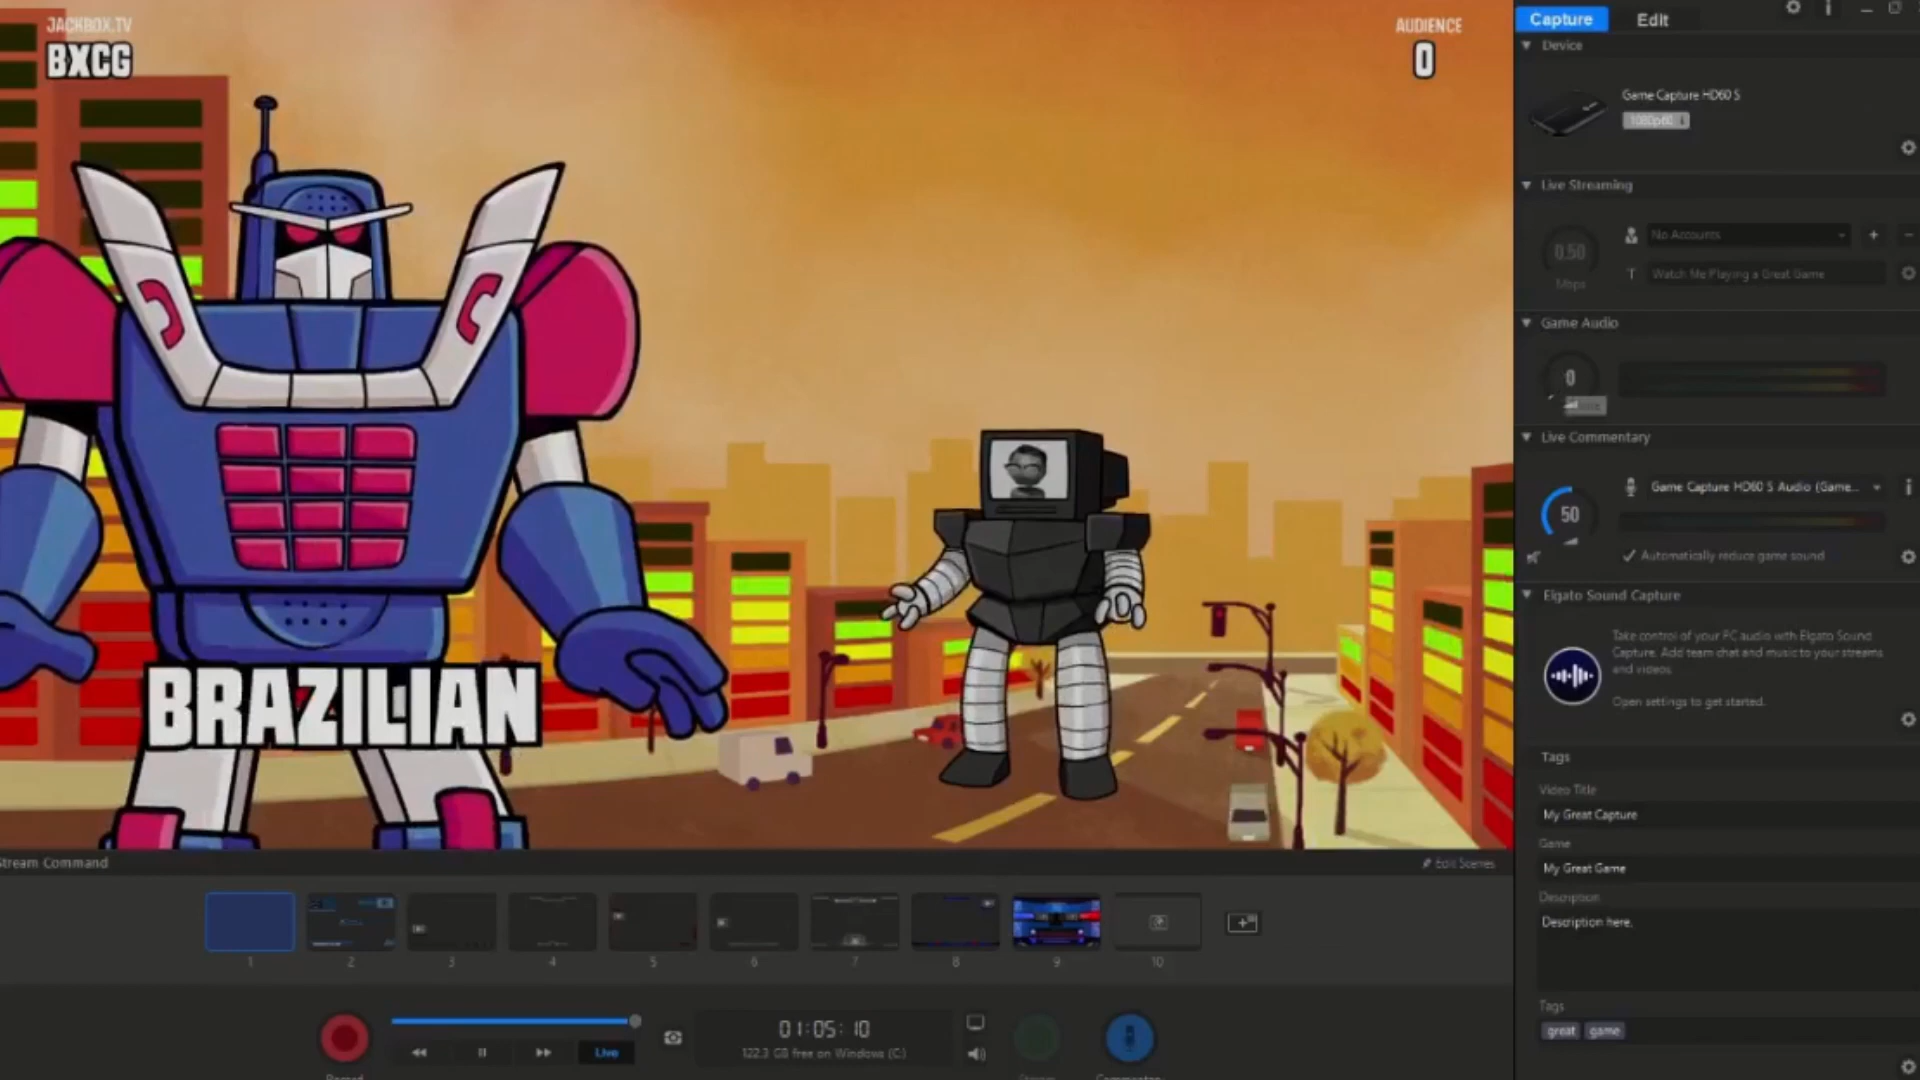 JACKBOX.TV
BXCG
AUDIENCE
0
BRAZILIAN
Capture
Edit
Device
Game Capture HD60 S
1080p60
Live Streaming
0.50
Mbps
No Accounts
Watch Me Playing a Great Game
Game Audio
0
Live Commentary
Game Capture HD60 S Audio (Game...
50
Automatically reduce game sound
Elgato Sound Capture
Take control of your PC audio with Elgato Sound
Capture. Add team chat and music to your streams
and videos.
Open settings to get started.
Tags
Video Title
My Great Capture
Game
My Great Game
Description
Description here.
Tags
great game
Stream Command
Edit Scenes
1 2 3 4 5 6 7 8 9 10
01:05:10
Live
122.3 GB free on Windows (C:)